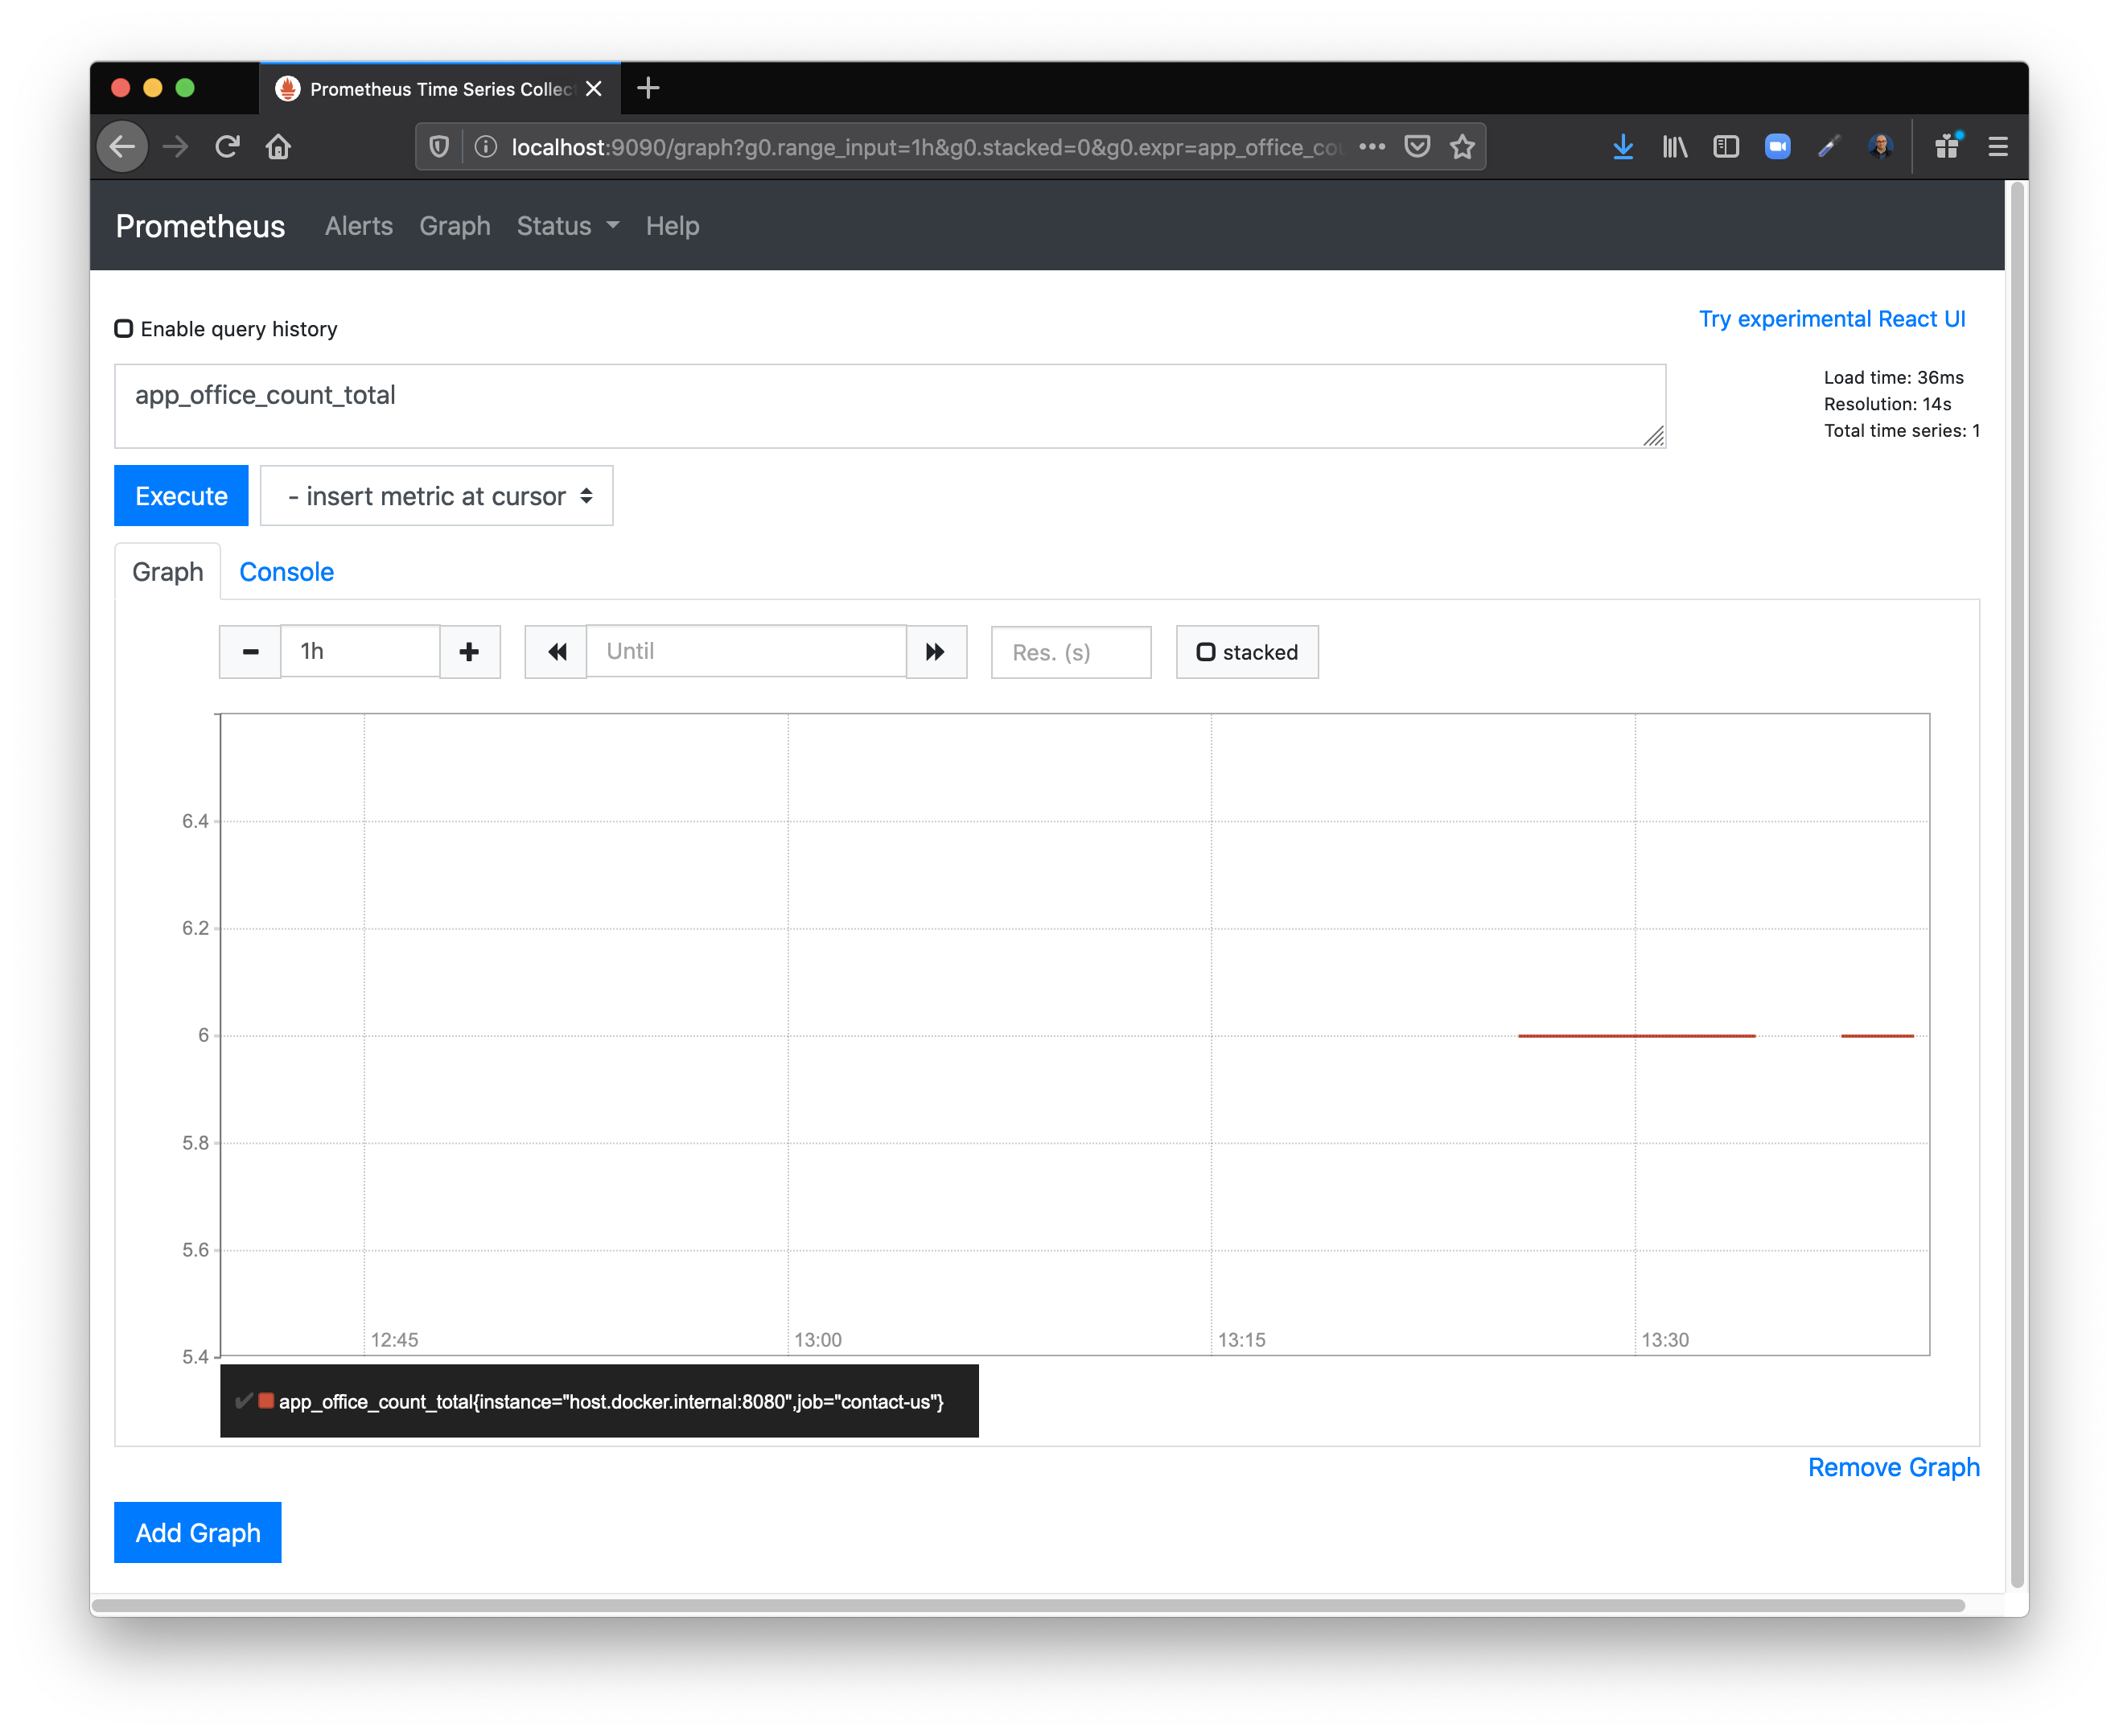 Prometheus Time Series Collect
localhost:9090/graph?g0.range_input=1h&g0.stacked=0&g0.expr=app_office_cou
Prometheus Alerts Graph Status Help
Enable query history
Try experimental React UI
app_office_count_total
Load time: 36ms
Resolution: 14s
Total time series: 1
Execute - insert metric at cursor
Graph Console
1h Until Res. (s) stacked
6.4
6.2
6
5.8
5.6
5.4
12:45 13:00 13:15 13:30
app_office_count_total{instance="host.docker.internal:8080",job="contact-us"}
Remove Graph
Add Graph